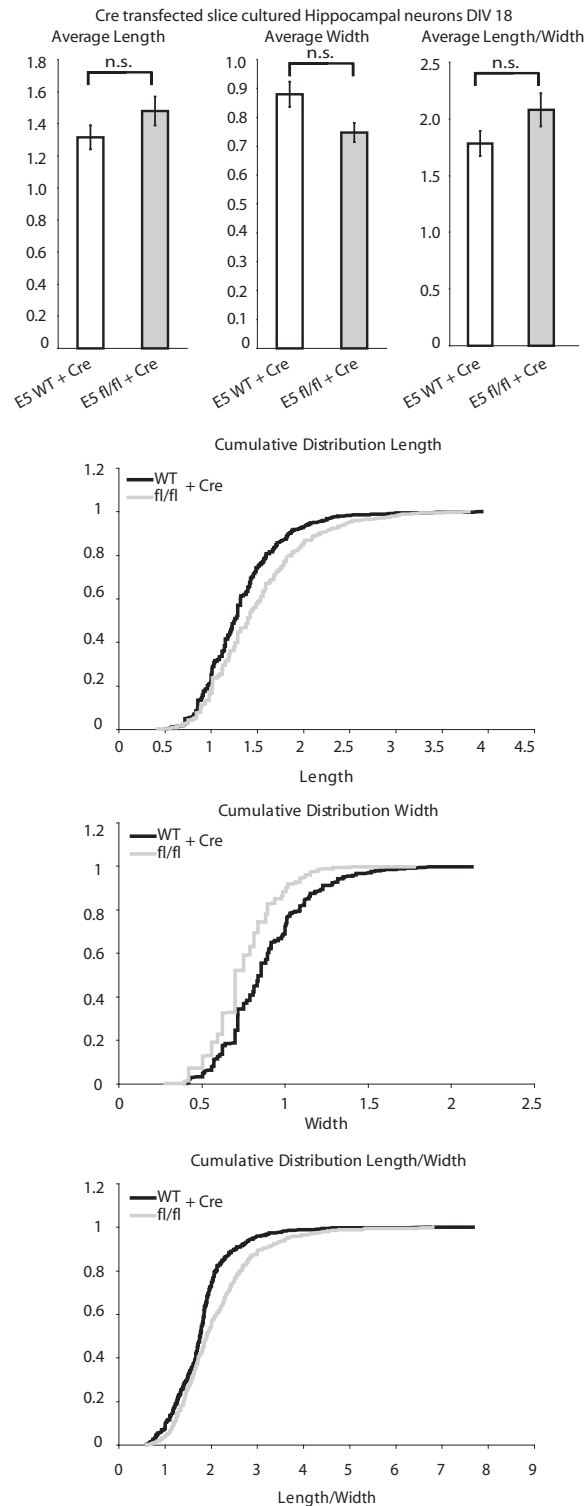 Cre transfected slice cultured Hippocampal neurons DIV 18
Average Length
Average Width
Average Length/Width
n.s.
n.s.
n.s.
1.8
1.6
1.4
1.2
1.0
0.8
0.6
0.4
0.2
0
0.9
0.8
0.7
0.6
0.5
0.4
0.3
0.2
0.1
0
2.5
2.0
1.5
1.0
0.5
0
E5 WT + Cre
E5 fl/fl + Cre
E5 WT + Cre
E5 fl/fl + Cre
E5 WT + Cre
E5 fl/fl + Cre
Cumulative Distribution Length
WT
fl/fl
+ Cre
1.2
1
0.8
0.6
0.4
0.2
0
0 0.5 1 1.5 2 2.5 3 3.5 4 4.5
Length
Cumulative Distribution Width
WT
fl/fl
+ Cre
1.2
1
0.8
0.6
0.4
0.2
0
0 0.5 1 1.5 2 2.5
Width
Cumulative Distribution Length/Width
WT
fl/fl
+ Cre
1.2
1
0.8
0.6
0.4
0.2
0
0 1 2 3 4 5 6 7 8 9
Length/Width